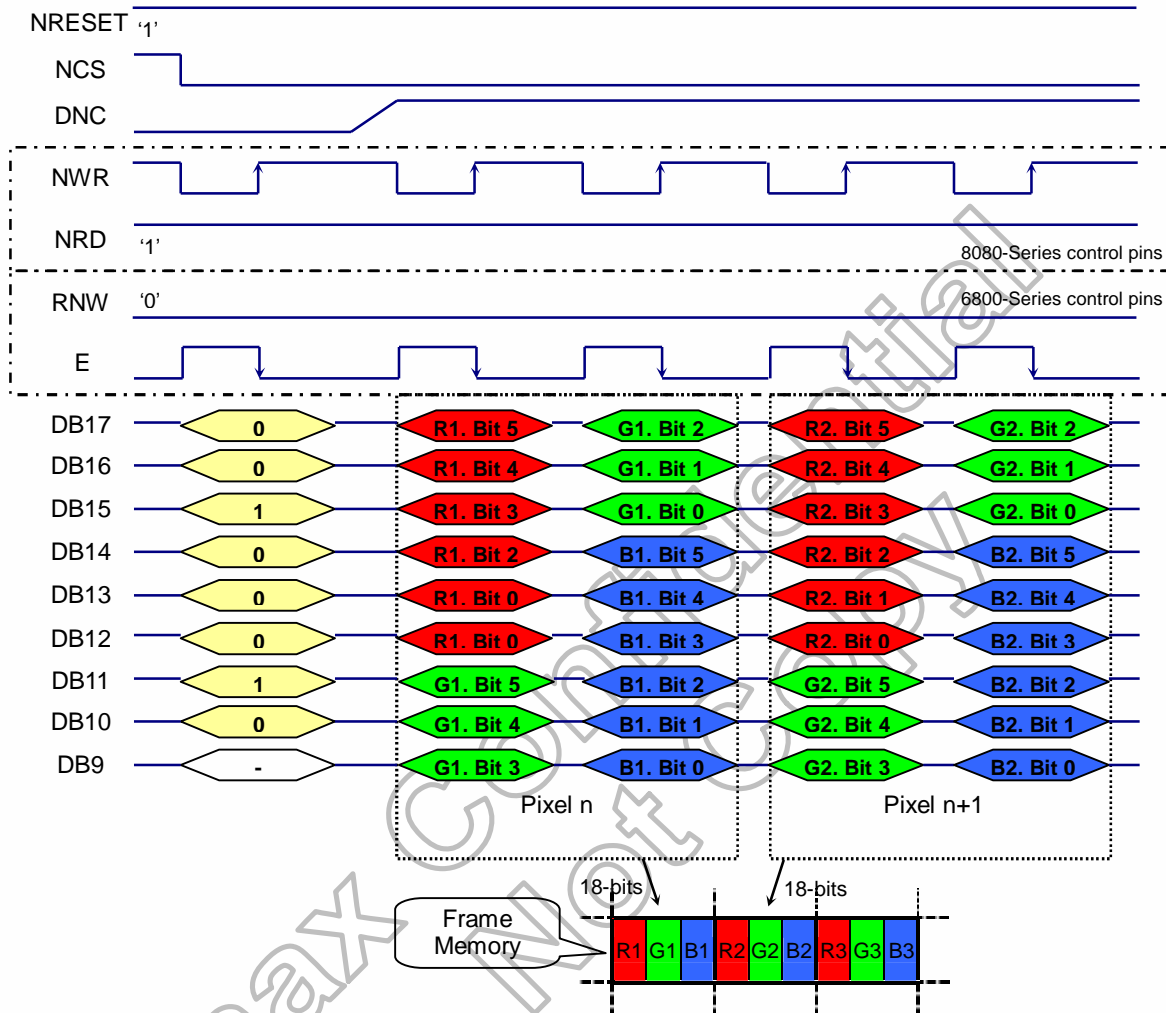 NRESET '1'
NCS
DNC
NWR
NRD '1'
8080-Series control pins
RNW '0' 6800-Series control pins
E
DB17 0 R1. Bit 5 G1. Bit 2 R2. Bit 5 G2. Bit 2
DB16 0 R1. Bit 4 G1. Bit 1 R2. Bit 4 G2. Bit 1
DB15 1 R1. Bit 3 G1. Bit 0 R2. Bit 3 G2. Bit 0
DB14 0 R1. Bit 2 B1. Bit 5 R2. Bit 2 B2. Bit 5
DB13 0 R1. Bit 0 B1. Bit 4 R2. Bit 1 B2. Bit 4
DB12 0 R1. Bit 0 B1. Bit 3 R2. Bit 0 B2. Bit 3
DB11 1 G1. Bit 5 B1. Bit 2 G2. Bit 5 B2. Bit 2
DB10 0 G1. Bit 4 B1. Bit 1 G2. Bit 4 B2. Bit 1
DB9 - G1. Bit 3 B1. Bit 0 G2. Bit 3 B2. Bit 0
Pixel n Pixel n+1
18-bits 18-bits
Frame
Memory
R1 G1 B1 R2 G2 B2 R3 G3 B3
Confidential
Not Copy